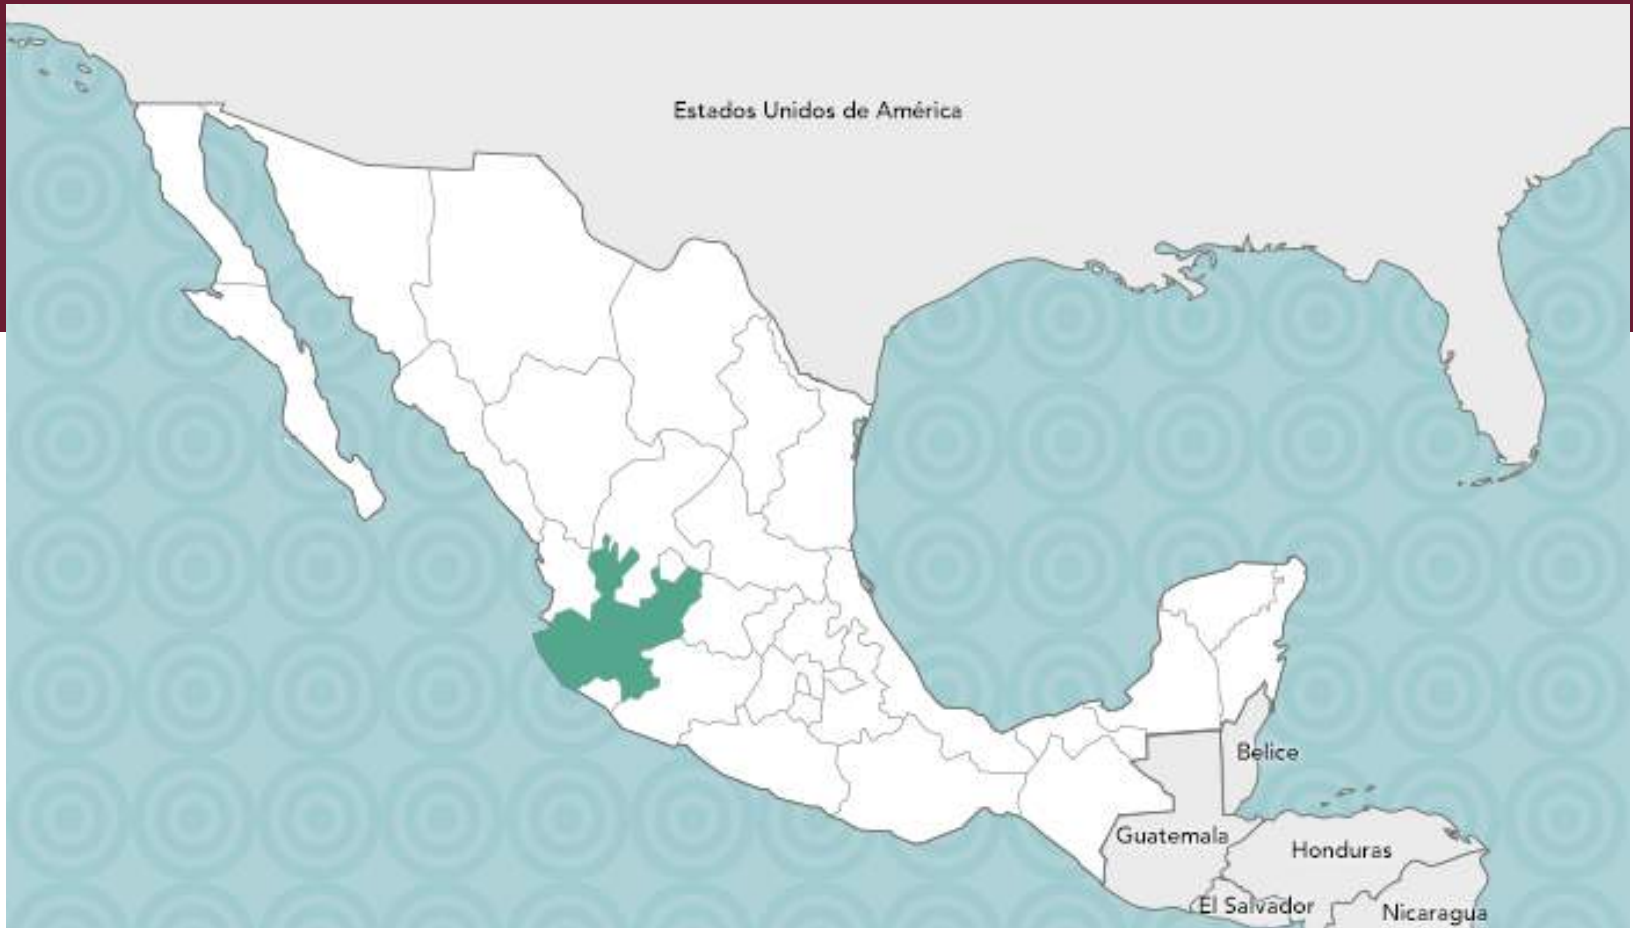 Estados Unidos de América
Belice
Guatemala
Honduras
El Salvador
Nicaragua